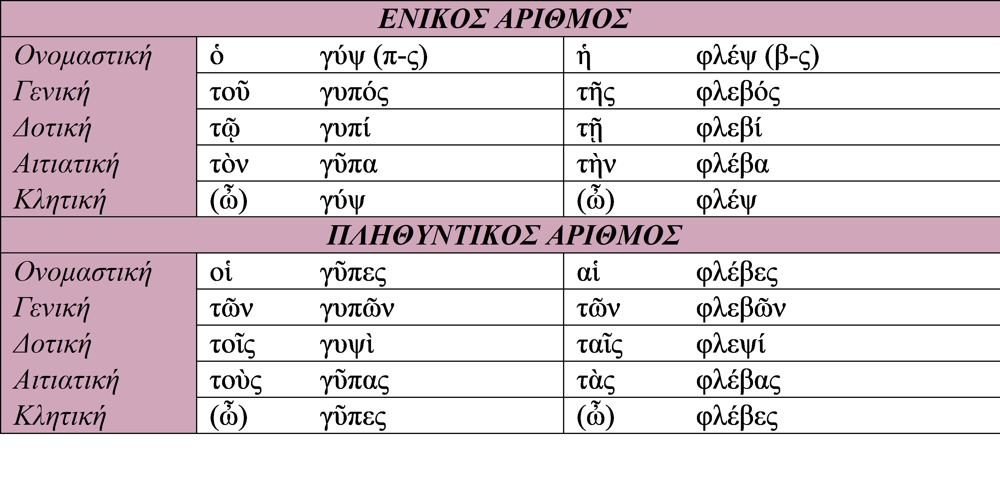 ΕΝΙΚΟΣ ΑΡΙΘΜΟΣ
Ονομαστική ὁ γύψ (π-ς) ἡ φλέψ (β-ς)
Γενική τοῦ γυπός τῆς φλεβός
Δοτική τῷ γυπί τῇ φλεβί
Αιτιατική τὸν γῦπα τὴν φλέβα
Κλητική (ὦ) γύψ (ὦ) φλέψ
ΠΛΗΘΥΝΤΙΚΟΣ ΑΡΙΘΜΟΣ
Ονομαστική οἱ γῦπες αἱ φλέβες
Γενική τῶν γυπῶν τῶν φλεβῶν
Δοτική τοῖς γυψὶ ταῖς φλεψί
Αιτιατική τοὺς γῦπας τὰς φλέβας
Κλητική (ὦ) γῦπες (ὦ) φλέβες